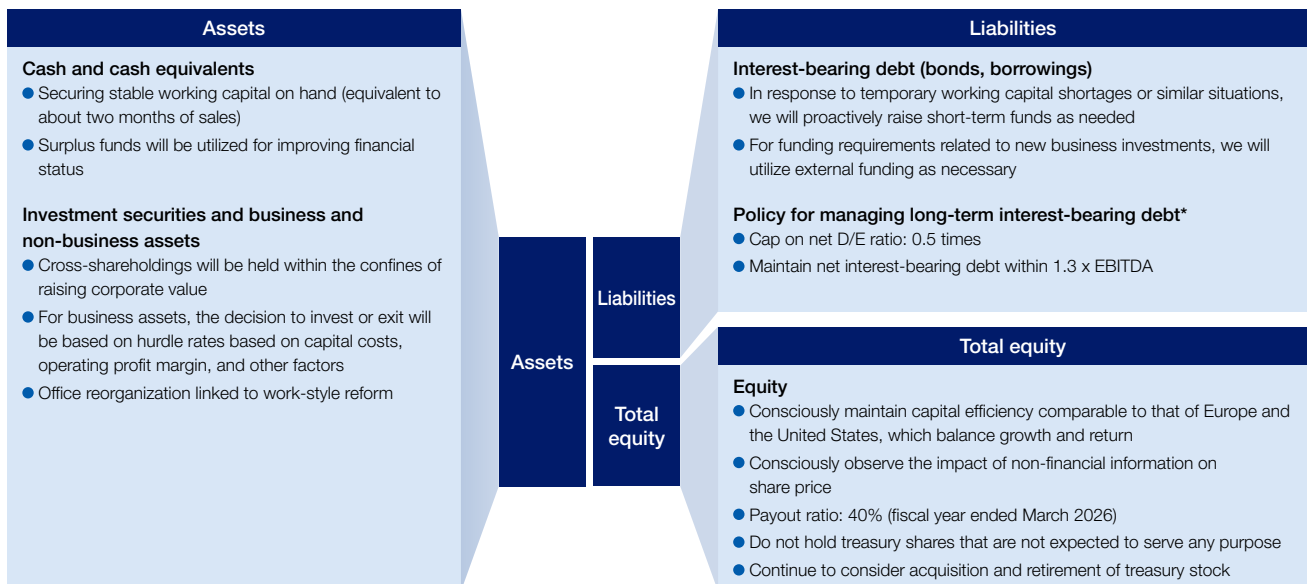 Assets
Cash and cash equivalents
● Securing stable working capital on hand (equivalent to
about two months of sales)
● Surplus funds will be utilized for improving financial
status
Investment securities and business and
non-business assets
● Cross-shareholdings will be held within the confines of
raising corporate value
● For business assets, the decision to invest or exit will
be based on hurdle rates based on capital costs,
operating profit margin, and other factors
● Office reorganization linked to work-style reform
Assets
Liabilities
Total
equity
Liabilities
Interest-bearing debt (bonds, borrowings)
● In response to temporary working capital shortages or similar situations,
we will proactively raise short-term funds as needed
● For funding requirements related to new business investments, we will
utilize external funding as necessary
Policy for managing long-term interest-bearing debt*
● Cap on net D/E ratio: 0.5 times
● Maintain net interest-bearing debt within 1.3 x EBITDA
Total equity
Equity
● Consciously maintain capital efficiency comparable to that of Europe and
the United States, which balance growth and return
● Consciously observe the impact of non-financial information on
share price
● Payout ratio: 40% (fiscal year ended March 2026)
● Do not hold treasury shares that are not expected to serve any purpose
● Continue to consider acquisition and retirement of treasury stock